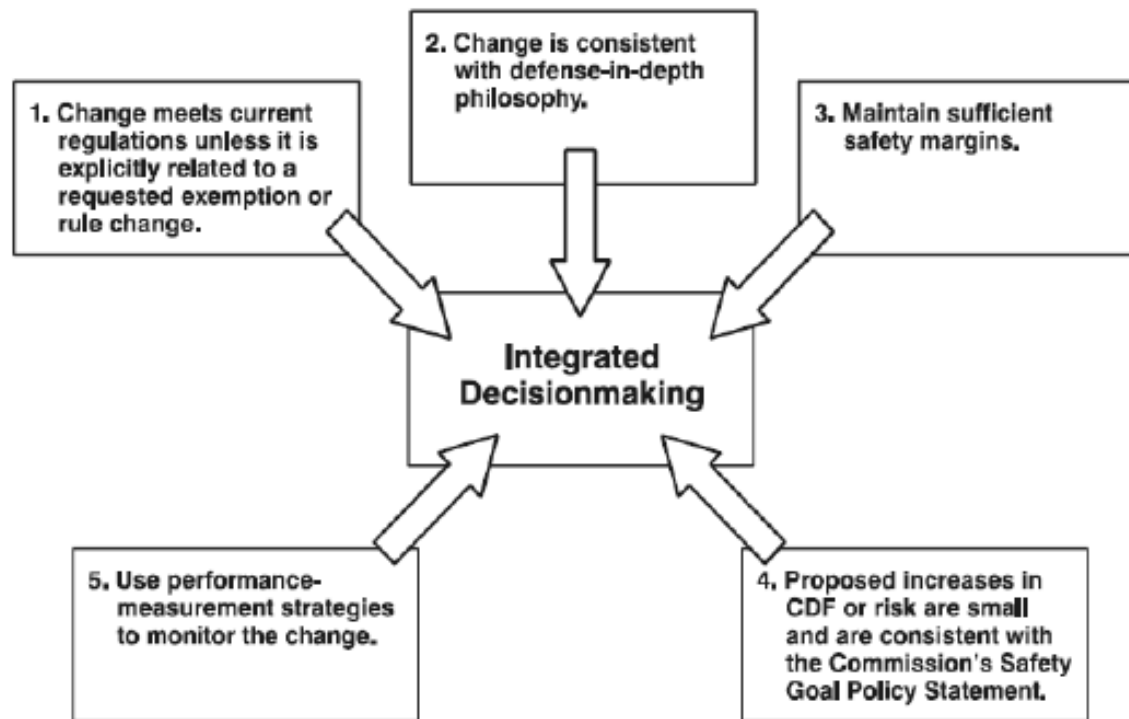 1. Change meets current
regulations unless it is
explicitly related to a
requested exemption or
rule change.
2. Change is consistent
with defense-in-depth
philosophy.
3. Maintain sufficient
safety margins.
Integrated
Decisionmaking
5. Use performance-
measurement strategies
to monitor the change.
4. Proposed increases in
CDF or risk are small
and are consistent with
the Commission's Safety
Goal Policy Statement.